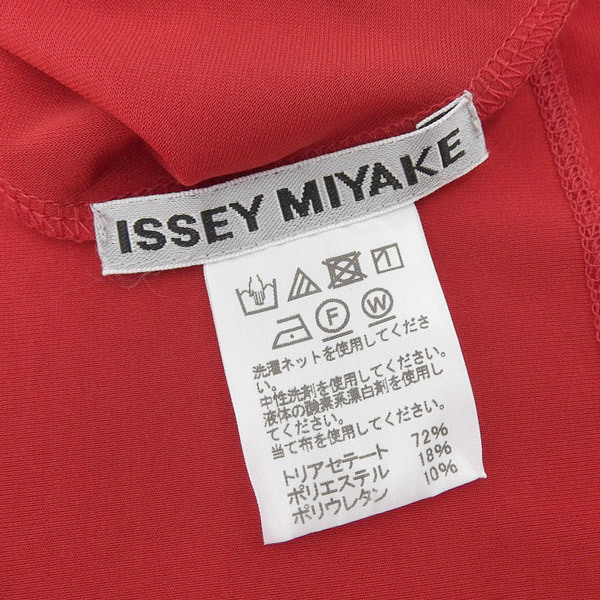 ISSEY MIYAKE
F W
洗濯ネットを使用してくださ
い。
中性洗剤を使用してください。
液体の酸素系漂白剤を使用し
てください。
当て布を使用してください。
トリアセテート 72%
ポリエステル 18%
ポリウレタン 10%